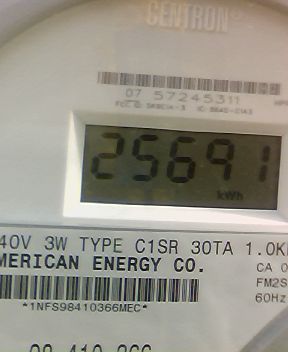 CENTRON®
07 57245311
25691
kWh
40V 3W TYPE C1SR 30TA 1.0K
MERICAN ENERGY CO.
CA 0
FM2S
60Hz
*1NFS98410366MEC*